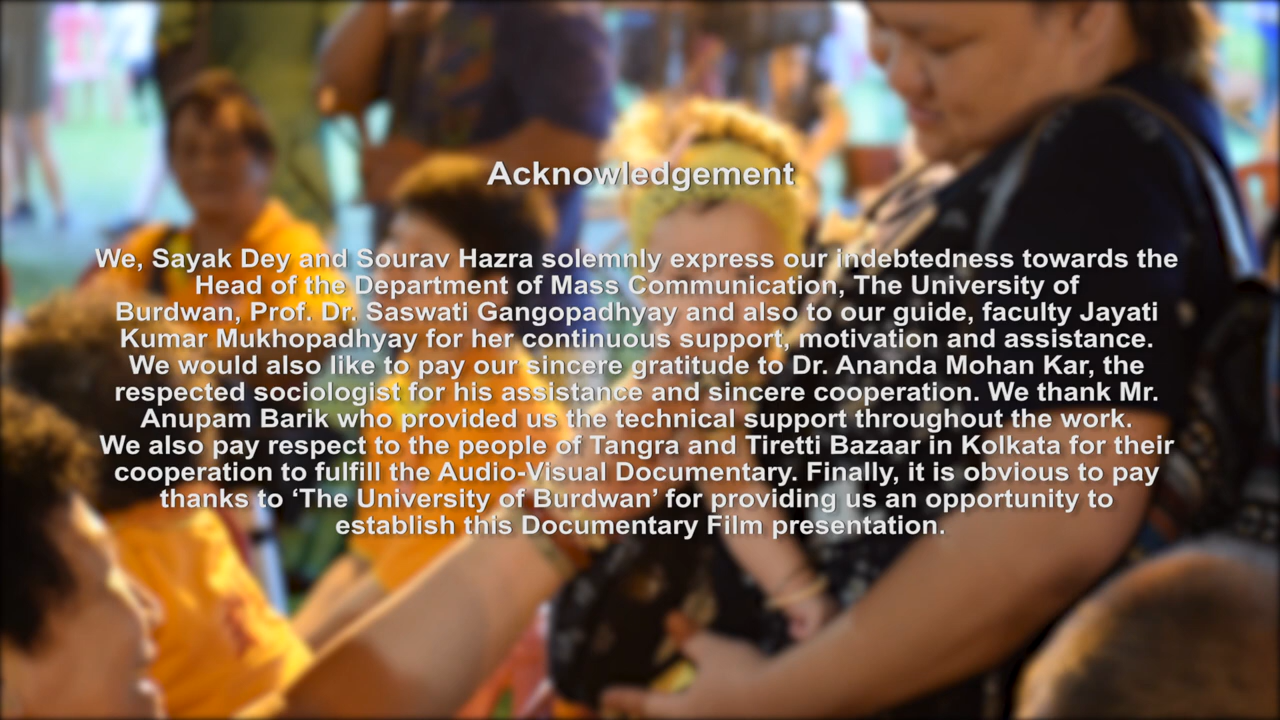 Acknowledgement
We, Sayak Dey and Sourav Hazra solemnly express our indebtedness towards the
Head of the Department of Mass Communication, The University of
Burdwan, Prof. Dr. Saswati Gangopadhyay and also to our guide, faculty Jayati
Kumar Mukhopadhyay for her continuous support, motivation and assistance.
We would also like to pay our sincere gratitude to Dr. Ananda Mohan Kar, the
respected sociologist for his assistance and sincere cooperation. We thank Mr.
Anupam Barik who provided us the technical support throughout the work.
We also pay respect to the people of Tangra and Tiretti Bazaar in Kolkata for their
cooperation to fulfill the Audio-Visual Documentary. Finally, it is obvious to pay
thanks to ‘The University of Burdwan’ for providing us an opportunity to
establish this Documentary Film presentation.